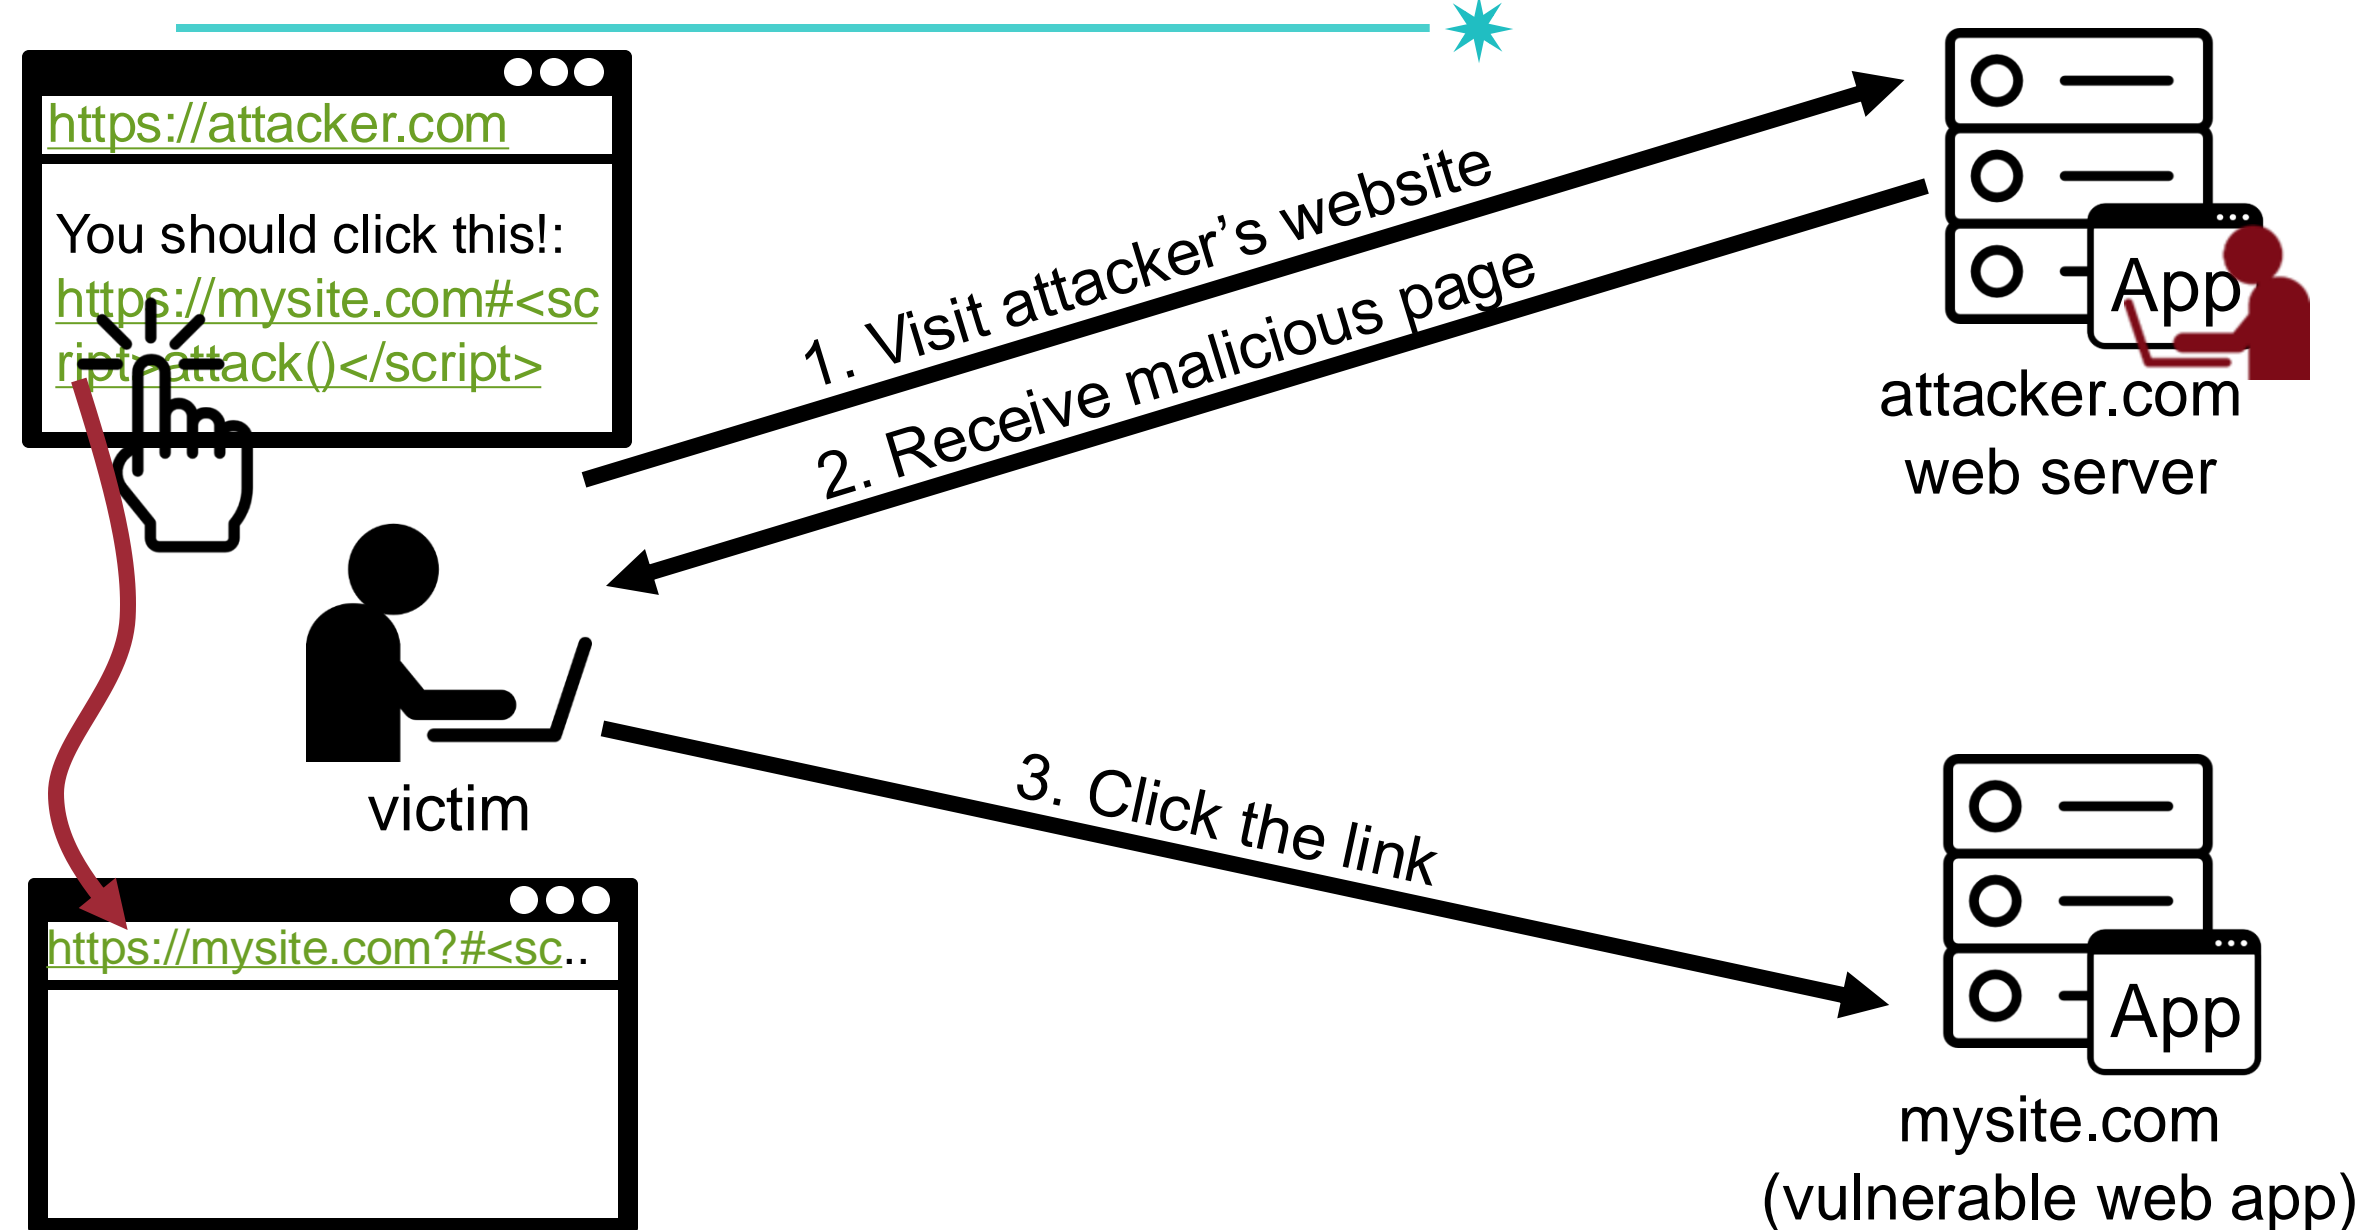 https://attacker.com
You should click this!:
https://mysite.com#<sc
ript>attack()</script>
1. Visit attacker’s website
2. Receive malicious page
App
attacker.com
web server
victim
3. Click the link
https://mysite.com?#<sc..
App
mysite.com
(vulnerable web app)